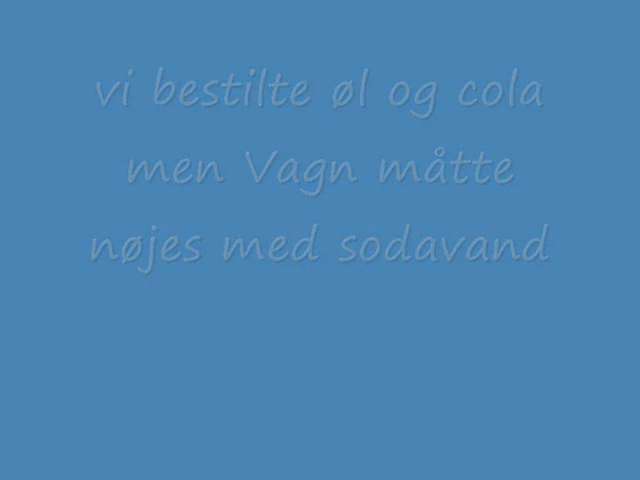 vi bestilte øl og cola
men Vagn måtte
nøjes med sodavand